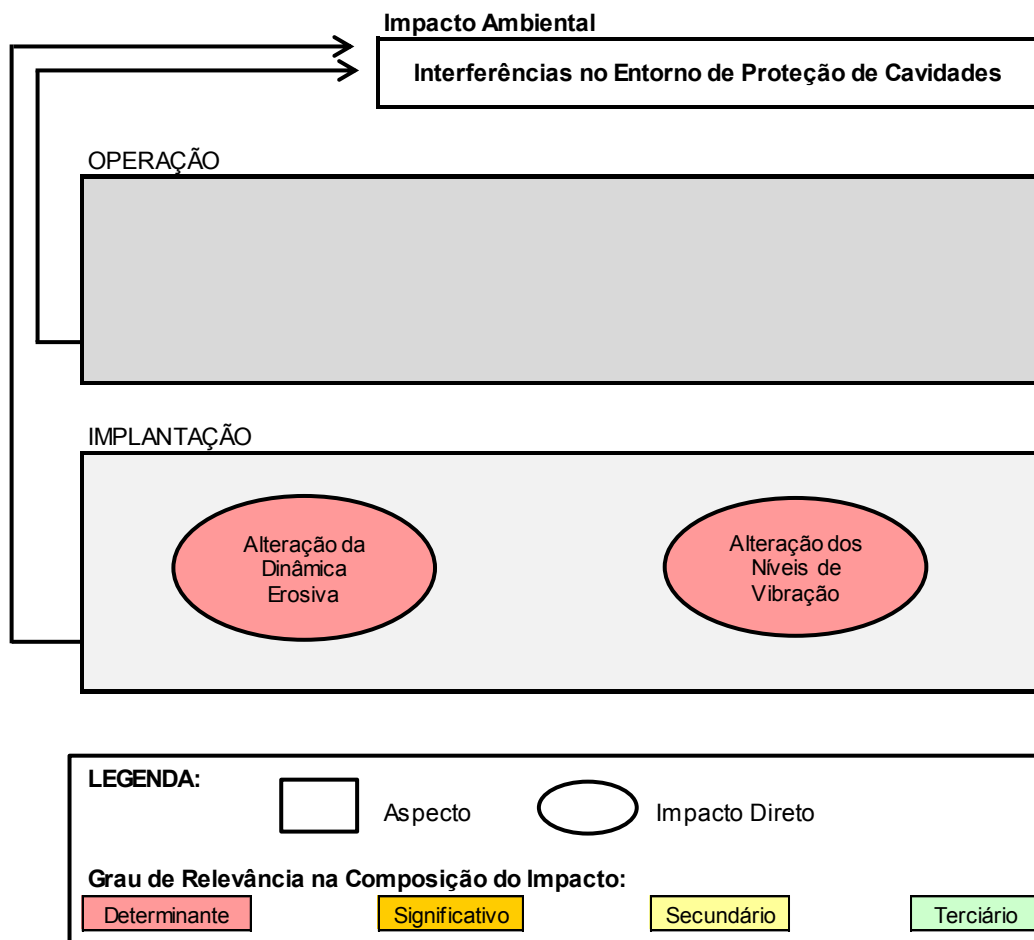 Impacto Ambiental
Interferências no Entorno de Proteção de Cavidades
OPERAÇÃO
IMPLANTAÇÃO
Alteração da
Dinâmica
Erosiva
Alteração dos
Níveis de
Vibração
LEGENDA:
Aspecto
Impacto Direto
Grau de Relevância na Composição do Impacto:
Determinante
Significativo
Secundário
Terciário